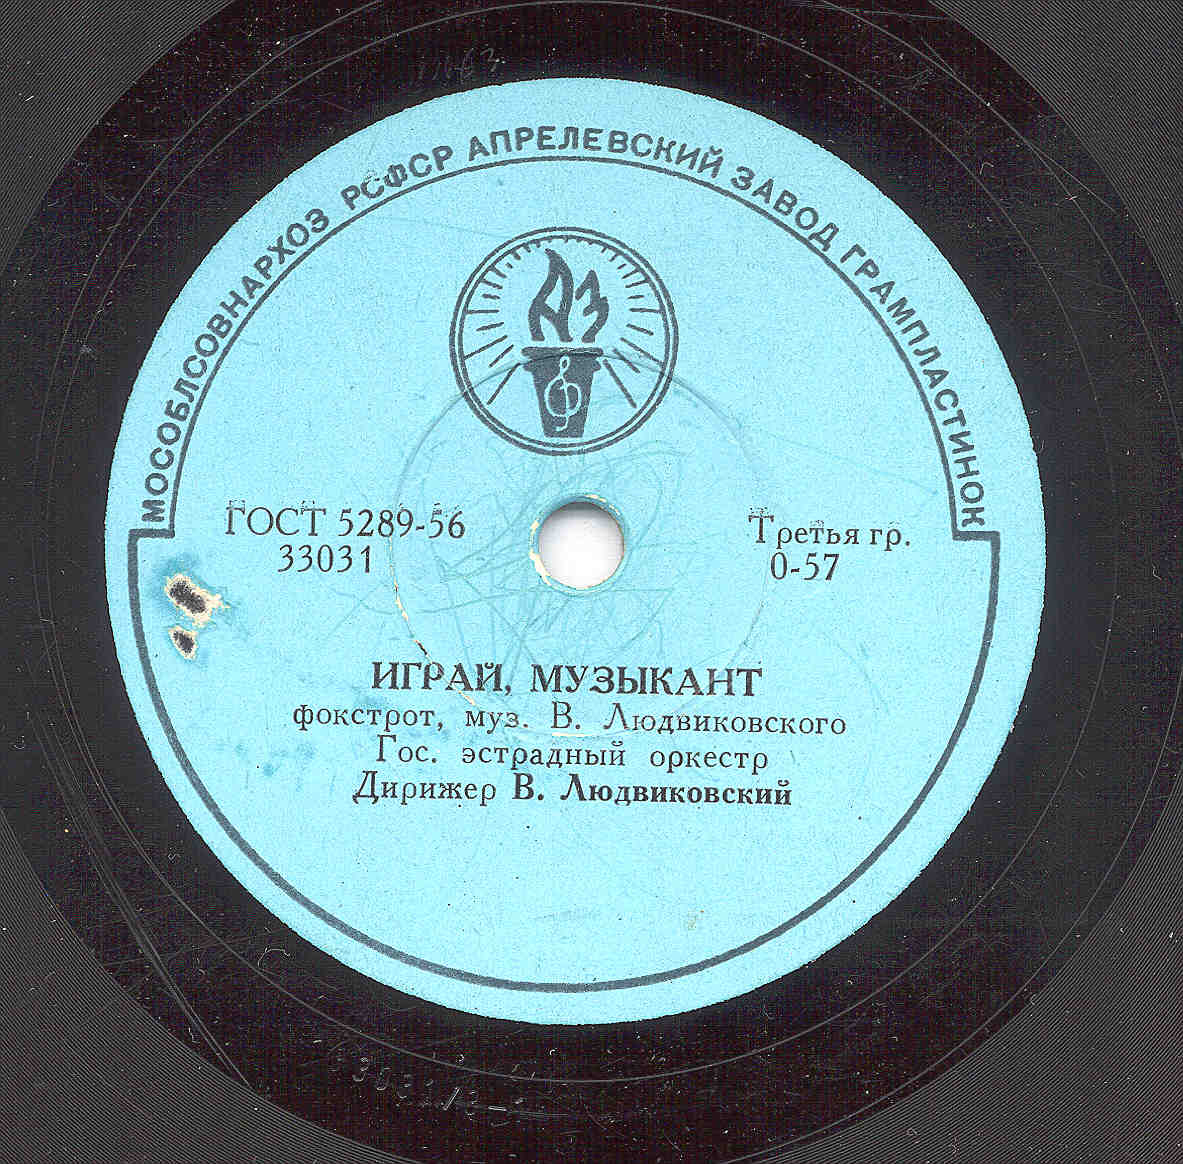 МОСОБЛСОВНАРХОЗ РСФСР АПРЕЛЕВСКИЙ ЗАВОД ГРАМПЛАСТИНОК
АЗ
ГОСТ 5289-56
33031
Третья гр.
0-57
ИГРАЙ, МУЗЫКАНТ
фокстрот, муз. В. Людвиковского
Гос. эстрадный оркестр
Дирижер В. Людвиковский